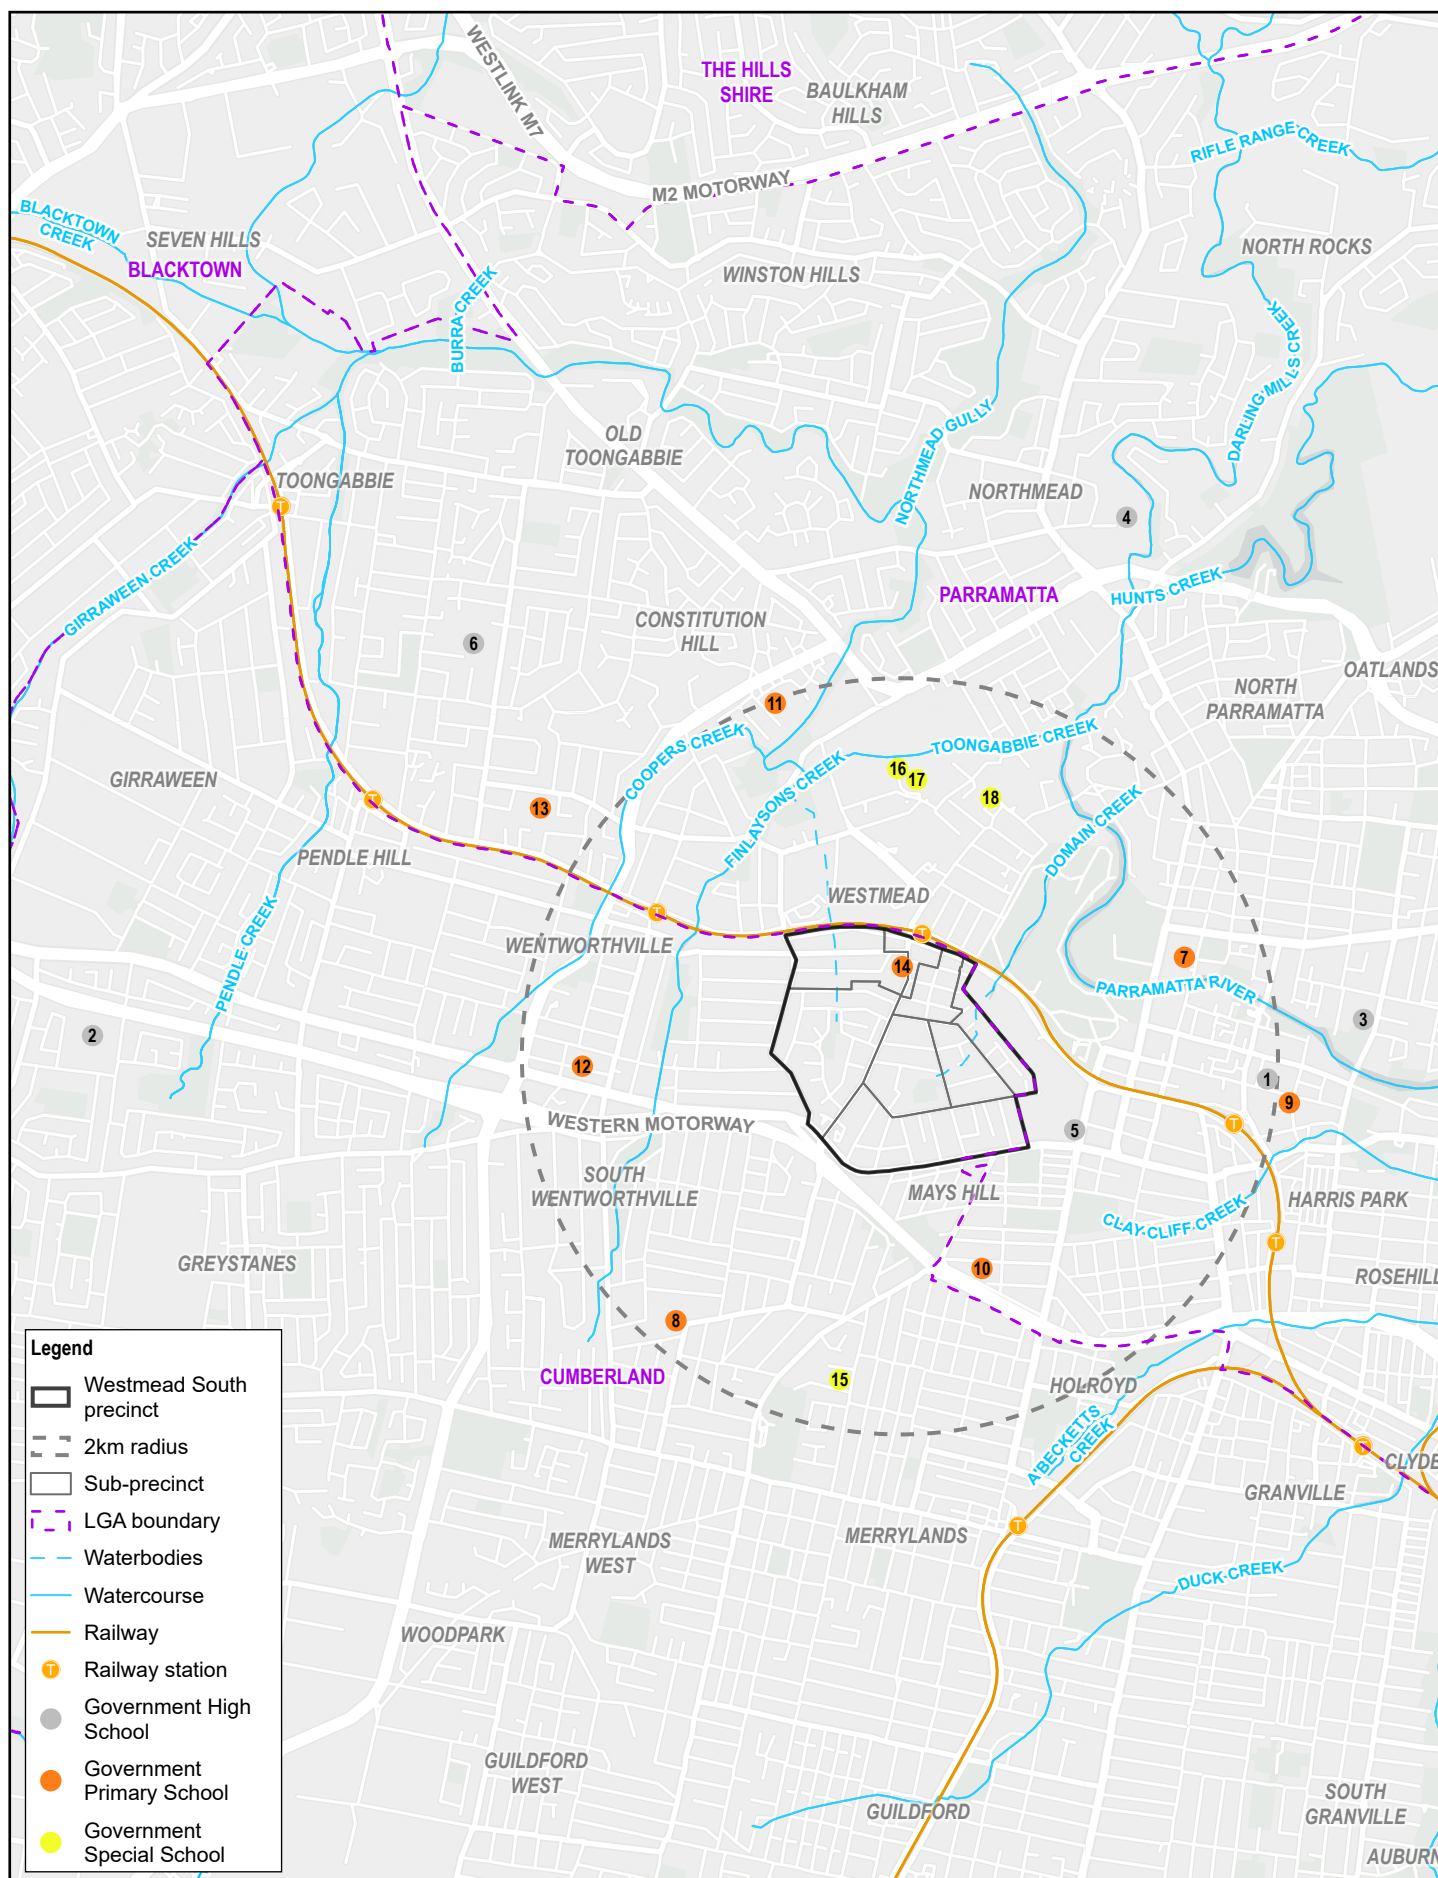 WESTLINK M7
THE HILLS
SHIRE
BAULKHAM
HILLS
RIFLE RANGE CREEK
M2 MOTORWAY
BLACKTOWN
CREEK
SEVEN HILLS
BLACKTOWN
NORTH ROCKS
WINSTON HILLS
BURRA CREEK
DARLING MILLS CREEK
OLD
TOONGABBIE
NORTHMEAD GULLY
TOONGABBIE
NORTHMEAD
T
4
GIRRAWEEN CREEK
HUNTS CREEK
PARRAMATTA
CONSTITUTION
HILL
6
OATLANDS
NORTH
PARRAMATTA
11
COOPERS CREEK
TOONGABBIE CREEK
FINLAYSONS CREEK
16
17
18
GIRRAWEEN
T
13
DOMAIN CREEK
PENDLE HILL
WESTMEAD
PENDLE CREEK
T
WENTWORTHVILLE
T
14
7
PARRAMATTA RIVER
2
3
12
1
9
WESTERN MOTORWAY
5
T
SOUTH
WENTWORTHVILLE
MAYS HILL
CLAY CLIFF CREEK
HARRIS PARK
GREYSTANES
T
10
ROSEHILL
8
CUMBERLAND
15
HOLROYD
A'BECKETTS
CREEK
T
CLYDE
GRANVILLE
MERRYLANDS
WEST
MERRYLANDS
T
DUCK CREEK
WOODPARK
GUILDFORD
WEST
GUILDFORD
SOUTH
GRANVILLE
AUBURN
Legend
Westmead South
precinct
2km radius
Sub-precinct
LGA boundary
Waterbodies
Watercourse
Railway
T
Railway station
Government High
School
Government
Primary School
Government
Special School